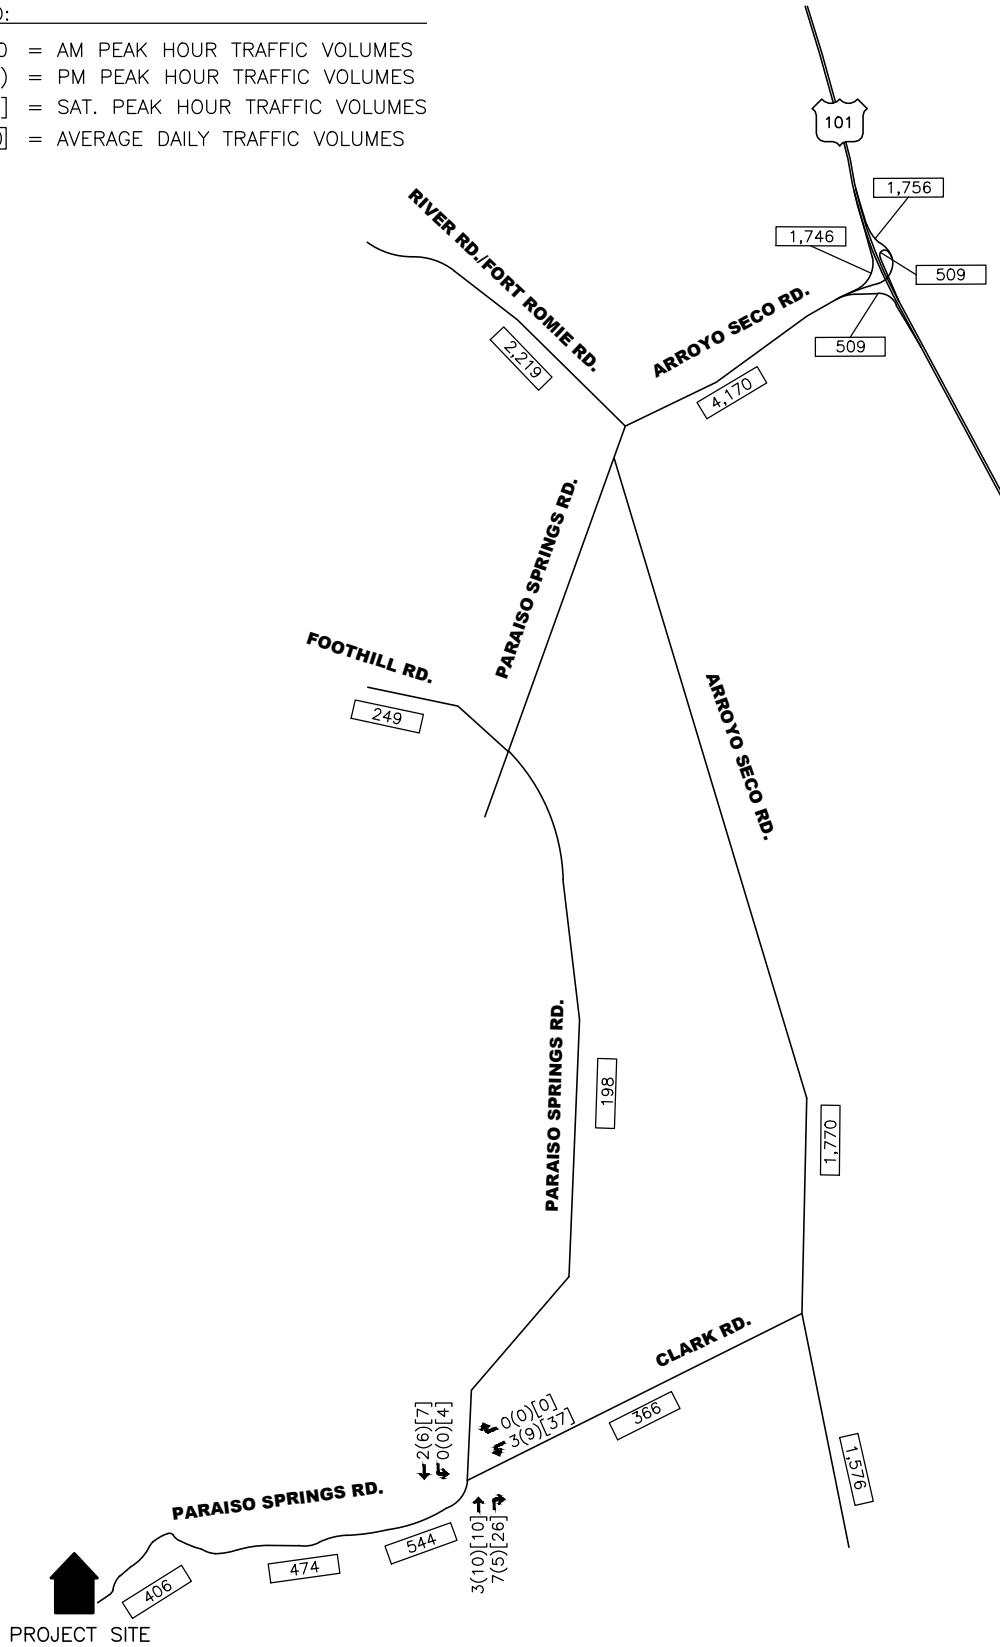 D:
0 = AM PEAK HOUR TRAFFIC VOLUMES
) = PM PEAK HOUR TRAFFIC VOLUMES
] = SAT. PEAK HOUR TRAFFIC VOLUMES
= AVERAGE DAILY TRAFFIC VOLUMES
101
1,756
RIVER RD./FORT ROMIE RD.
1,746
509
ARROYO SECO RD.
509
2,219
4,170
PARAISO SPRINGS RD.
FOOTHILL RD.
249
ARROYO SECO RD.
PARAISO SPRINGS RD.
198
1,770
CLARK RD.
366
2(6)[7]
0(0)[4]
0(0)[0]
3(9)[37]
1,576
PARAISO SPRINGS RD.
544
474
406
3(10)[10]
7(5)[26]
PROJECT SITE